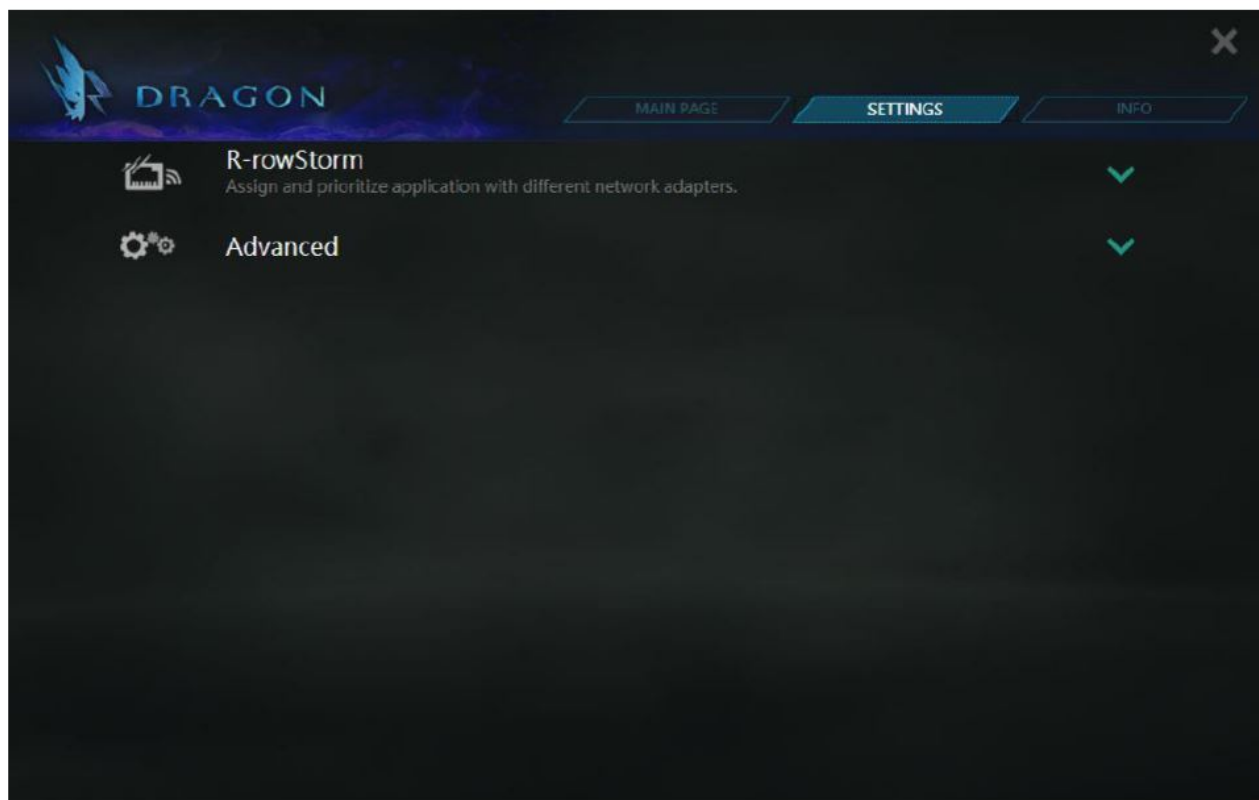 DRAGON
MAIN PAGE
SETTINGS
INFO
R-rowStorm
Assign and prioritize application with different network adapters.
Advanced